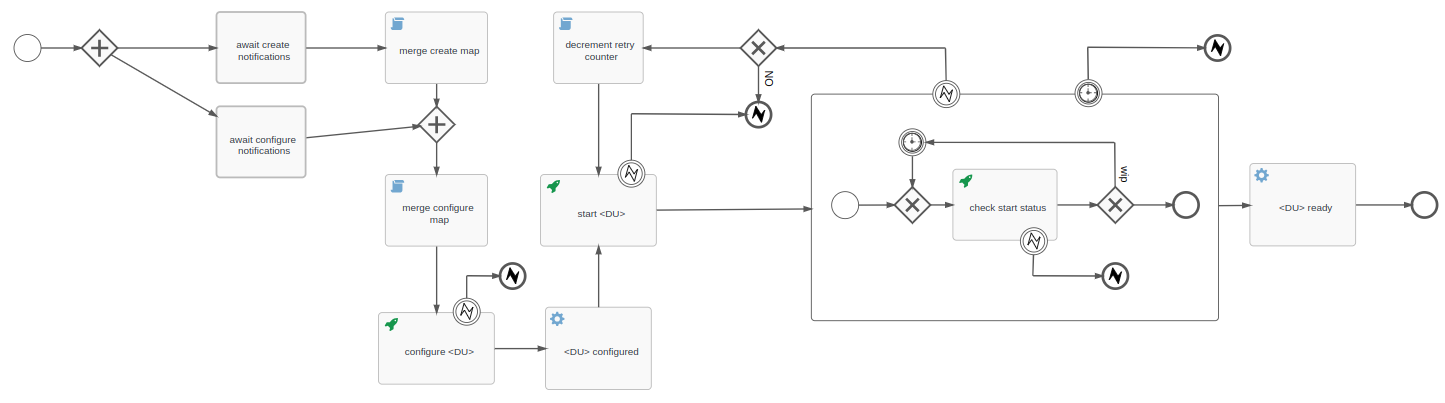 await create
notifications
merge create map
decrement retry
counter
NO
await configure
notifications
wip
merge configure
map
start <DU>
check start status
<DU> ready
configure <DU>
<DU> configured